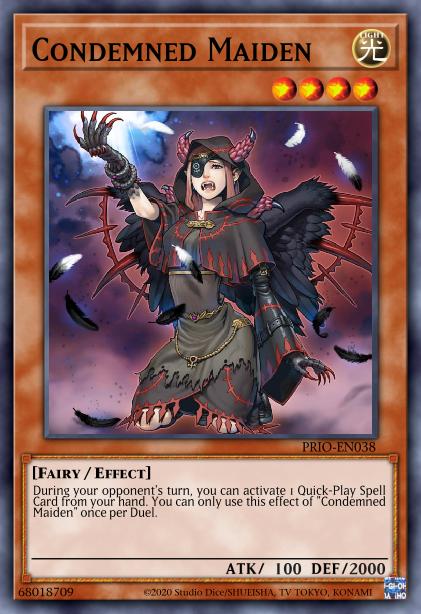 CONDEMNED MAIDEN
LIGHT
光
PRIO-EN038
[FAIRY / EFFECT]
During your opponent's turn, you can activate 1 Quick-Play Spell
Card from your hand. You can only use this effect of "Condemned
Maiden" once per Duel.
ATK/ 100 DEF/2000
68018709
©2020 Studio Dice/SHUEISHA, TV TOKYO, KONAMI